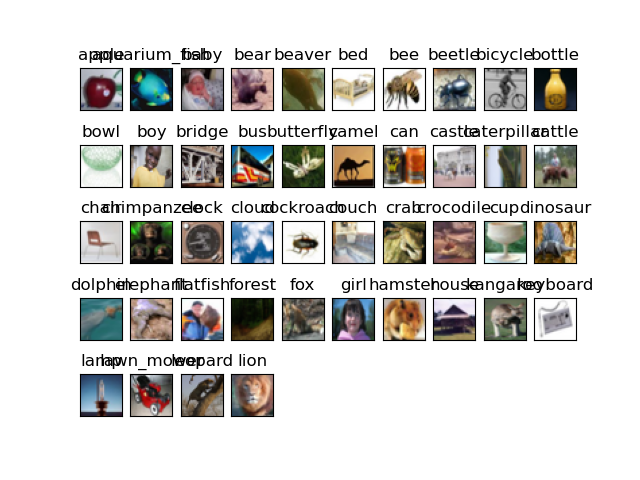 apple aquarium_fish baby bear beaver bed bee beetle bicycle bottle
bowl boy bridge bus butterfly camel can castle caterpillar cattle
chair chimpanzee clock cloud cockroach couch crab crocodile cup dinosaur
dolphin elephant flatfish forest fox girl hamster house kangaroo keyboard
lamp lawn_mower leopard lion